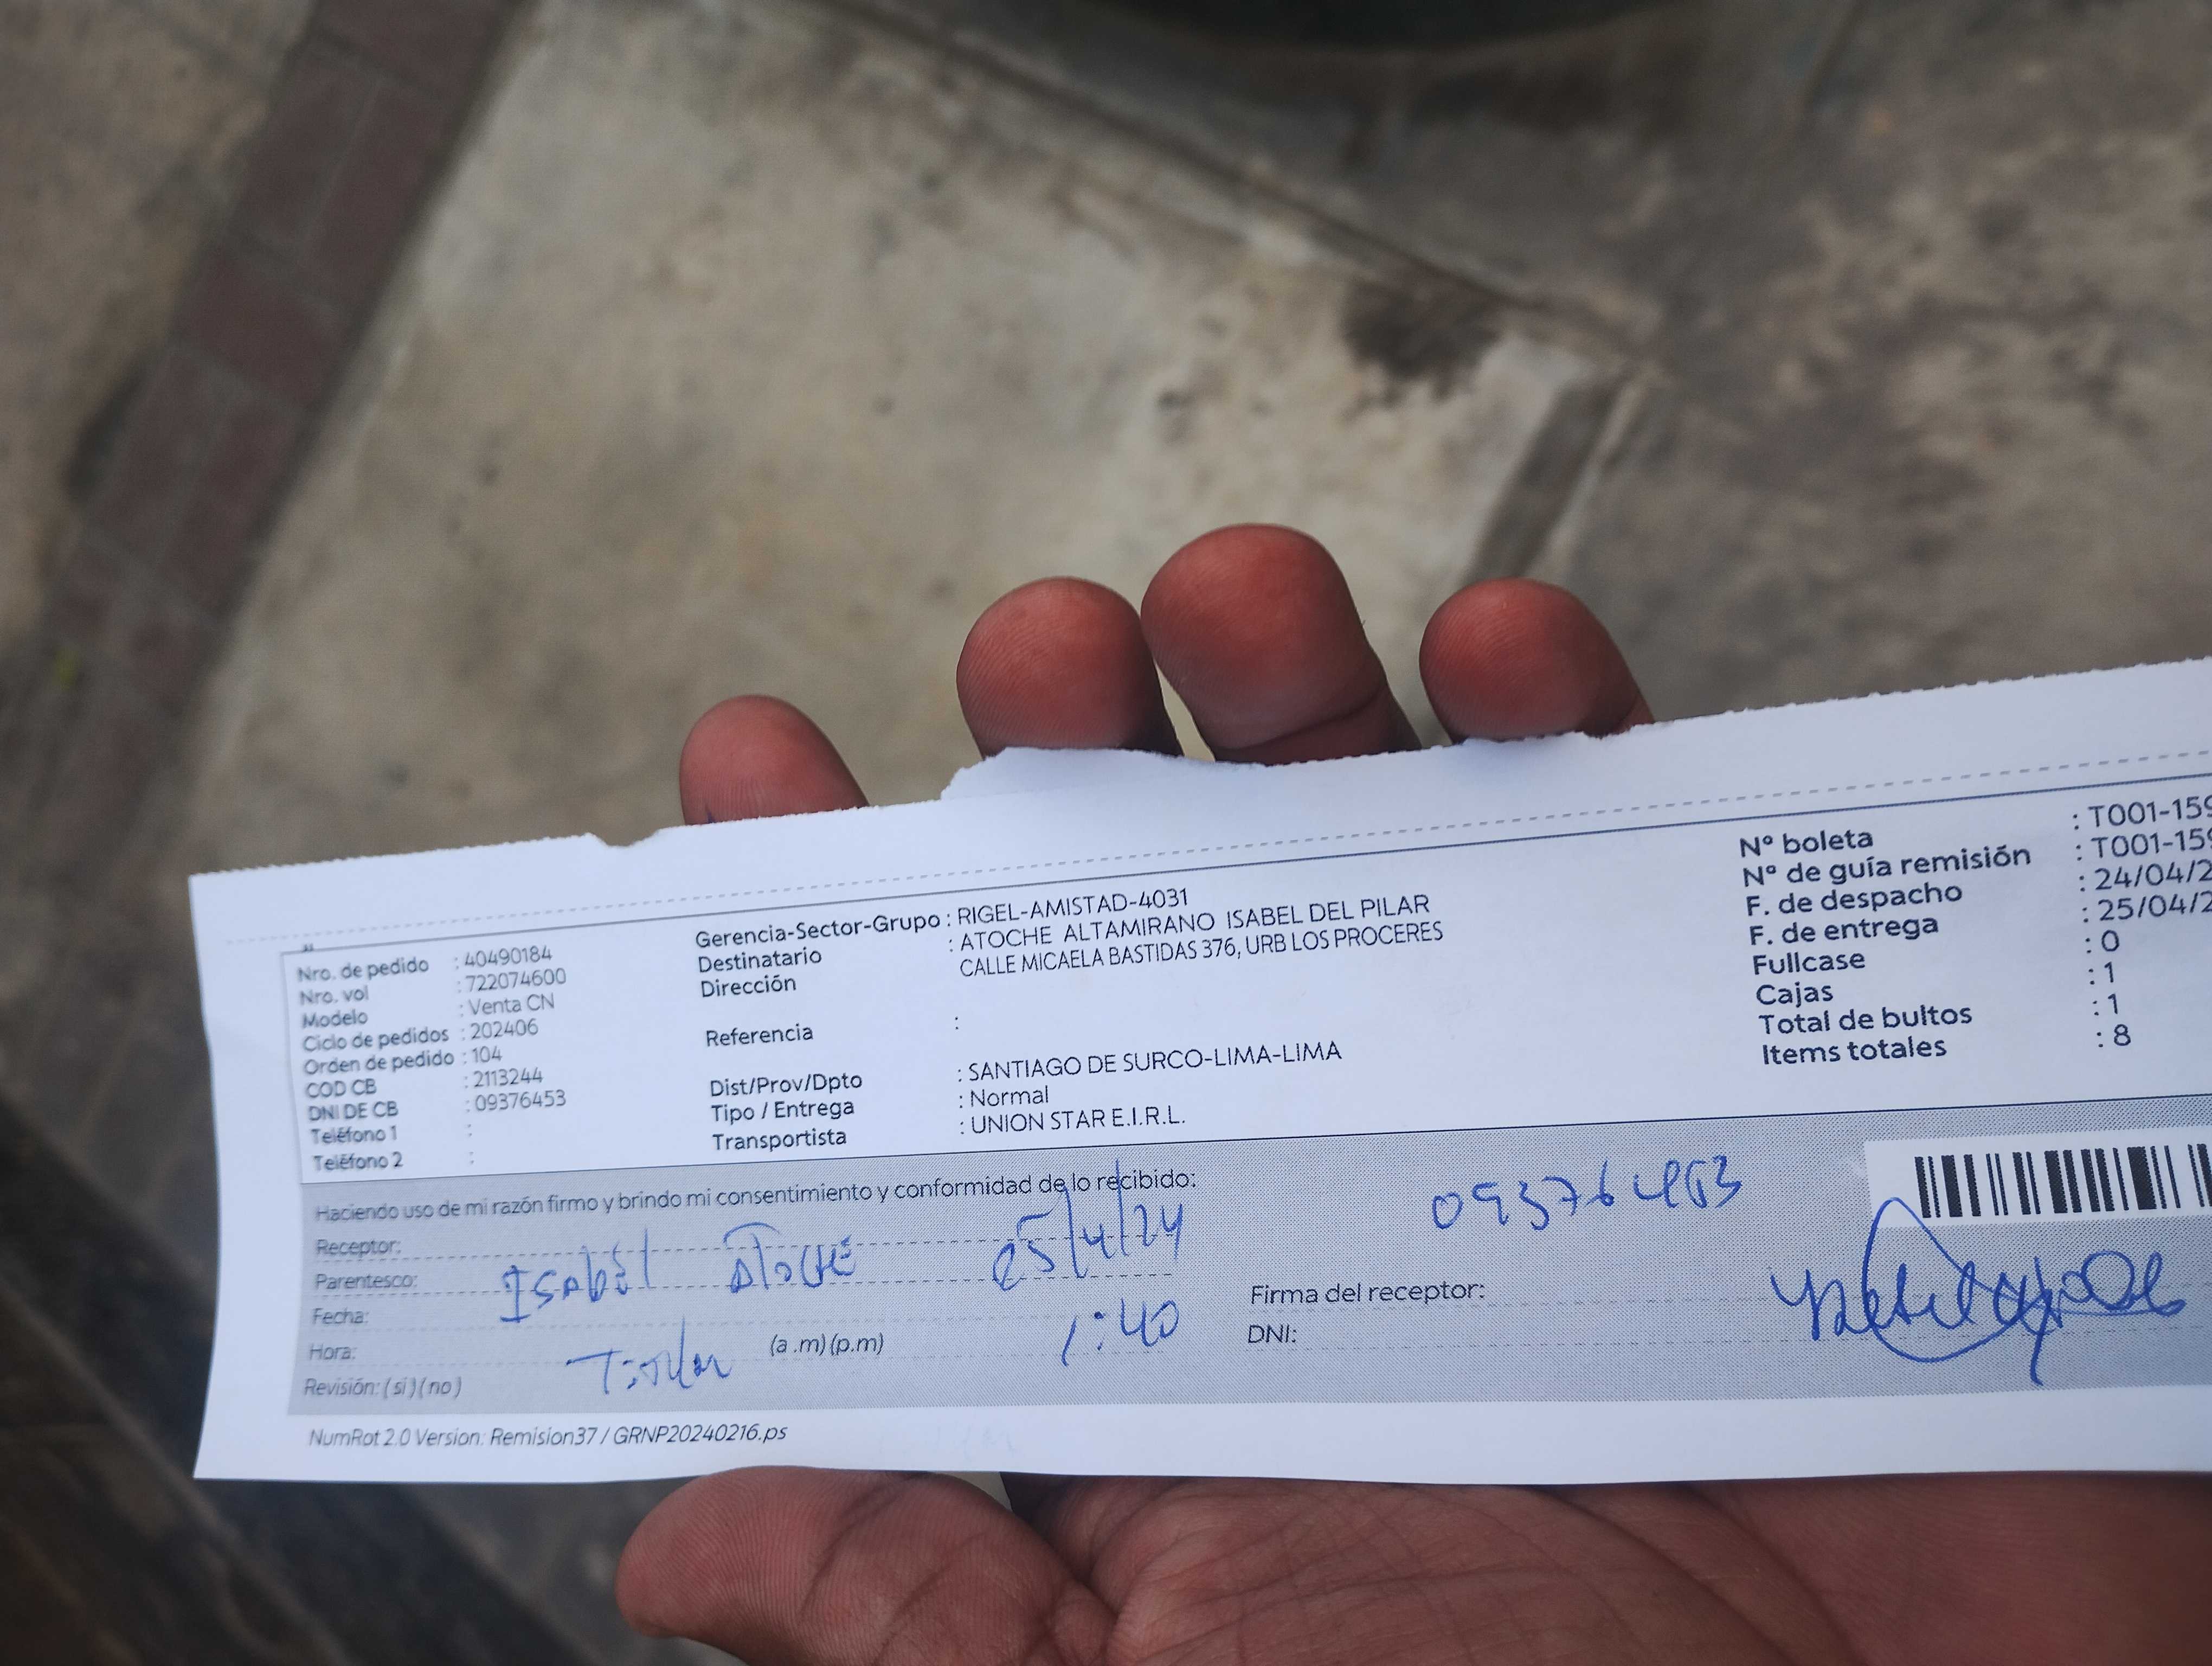 Nro. de pedido : 40490184
Nro. vol : 722074600
Modelo : Venta CN
Ciclo de pedidos : 202406
Orden de pedido : 104
COD CB : 2113244
DNI DE CB : 09376453
Teléfono 1 :
Teléfono 2 :
Gerencia-Sector-Grupo : RIGEL-AMISTAD-4031
Destinatario : ATOCHE ALTAMIRANO ISABEL DEL PILAR
Dirección CALLE MICAELA BASTIDAS 376, URB LOS PROCERES
Referencia :
Dist/Prov/Dpto : SANTIAGO DE SURCO-LIMA-LIMA
Tipo / Entrega : Normal
Transportista : UNION STAR E.I.R.L.
Nº boleta : T001-159
Nº de guía remisión : T001-159
F. de despacho : 24/04/2
F. de entrega : 25/04/2
Fullcase : 0
Cajas : 1
Total de bultos : 1
Items totales : 8
Haciendo uso de mi razón firmo y brindo mi consentimiento y conformidad de lo recibido:
Receptor:
Parentesco: Isabel Atoche 25/4/24
Fecha:
Hora: (a .m) (p.m) 1:40
Revisión: ( si ) ( no )
09376453
Firma del receptor:
DNI:
NumRot 2.0 Version: Remision37 / GRNP20240216.ps